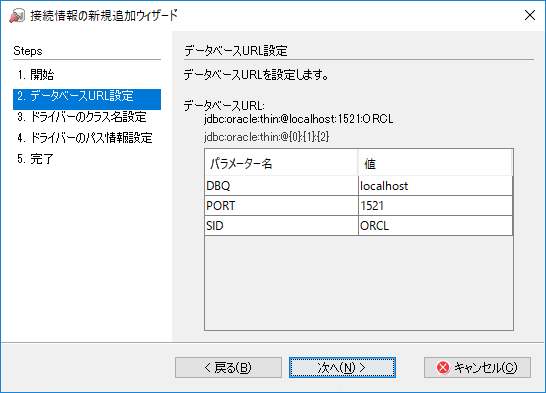 接続情報の新規追加ウィザード
Steps
1. 開始
2. データベースURL設定
3. ドライバーのクラス名設定
4. ドライバーのパス情報設定
5. 完了
データベースURL設定
データベースURLを設定します。
データベースURL:
jdbc:oracle:thin:@localhost:1521:ORCL
jdbc:oracle:thin:@{0}:{1}:{2}
パラメーター名 値
DBQ localhost
PORT 1521
SID ORCL
< 戻る(B) 次へ(N) > キャンセル(C)